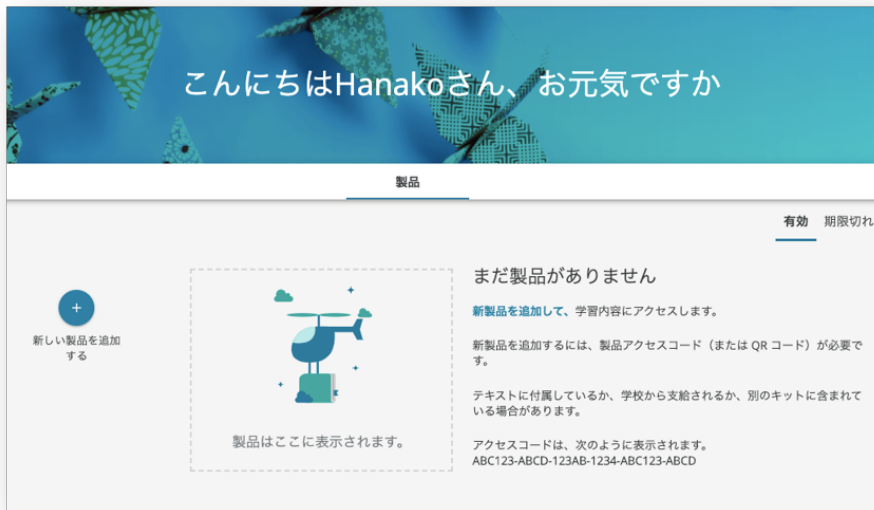 こんにちはHanakoさん、お元気ですか
製品
有効 期限切れ
新しい製品を追加
する
製品はここに表示されます。
まだ製品がありません
新製品を追加して、学習内容にアクセスします。
新製品を追加するには、製品アクセスコード（または QR コード）が必要で
す。
テキストに付属しているか、学校から支給されるか、別のキットに含まれて
いる場合があります。
アクセスコードは、次のように表示されます。
ABC123-ABCD-123AB-1234-ABC123-ABCD